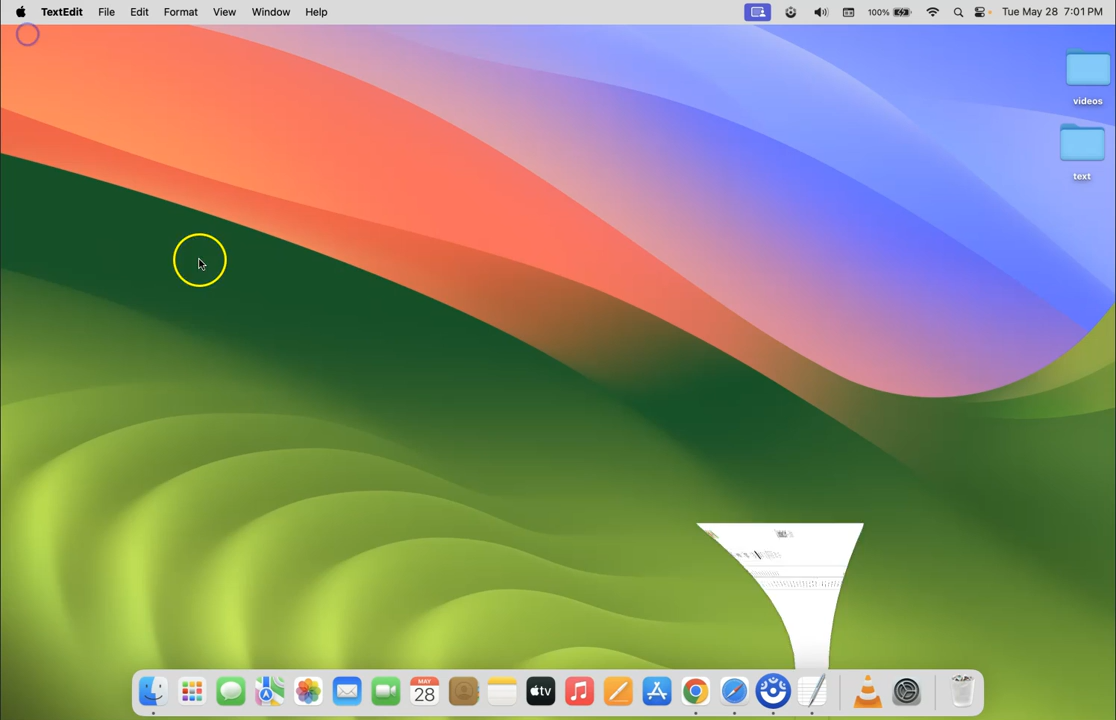 TextEdit File Edit Format View Window Help 100% Tue May 28 7:01 PM
videos
text
MAY
28
tv